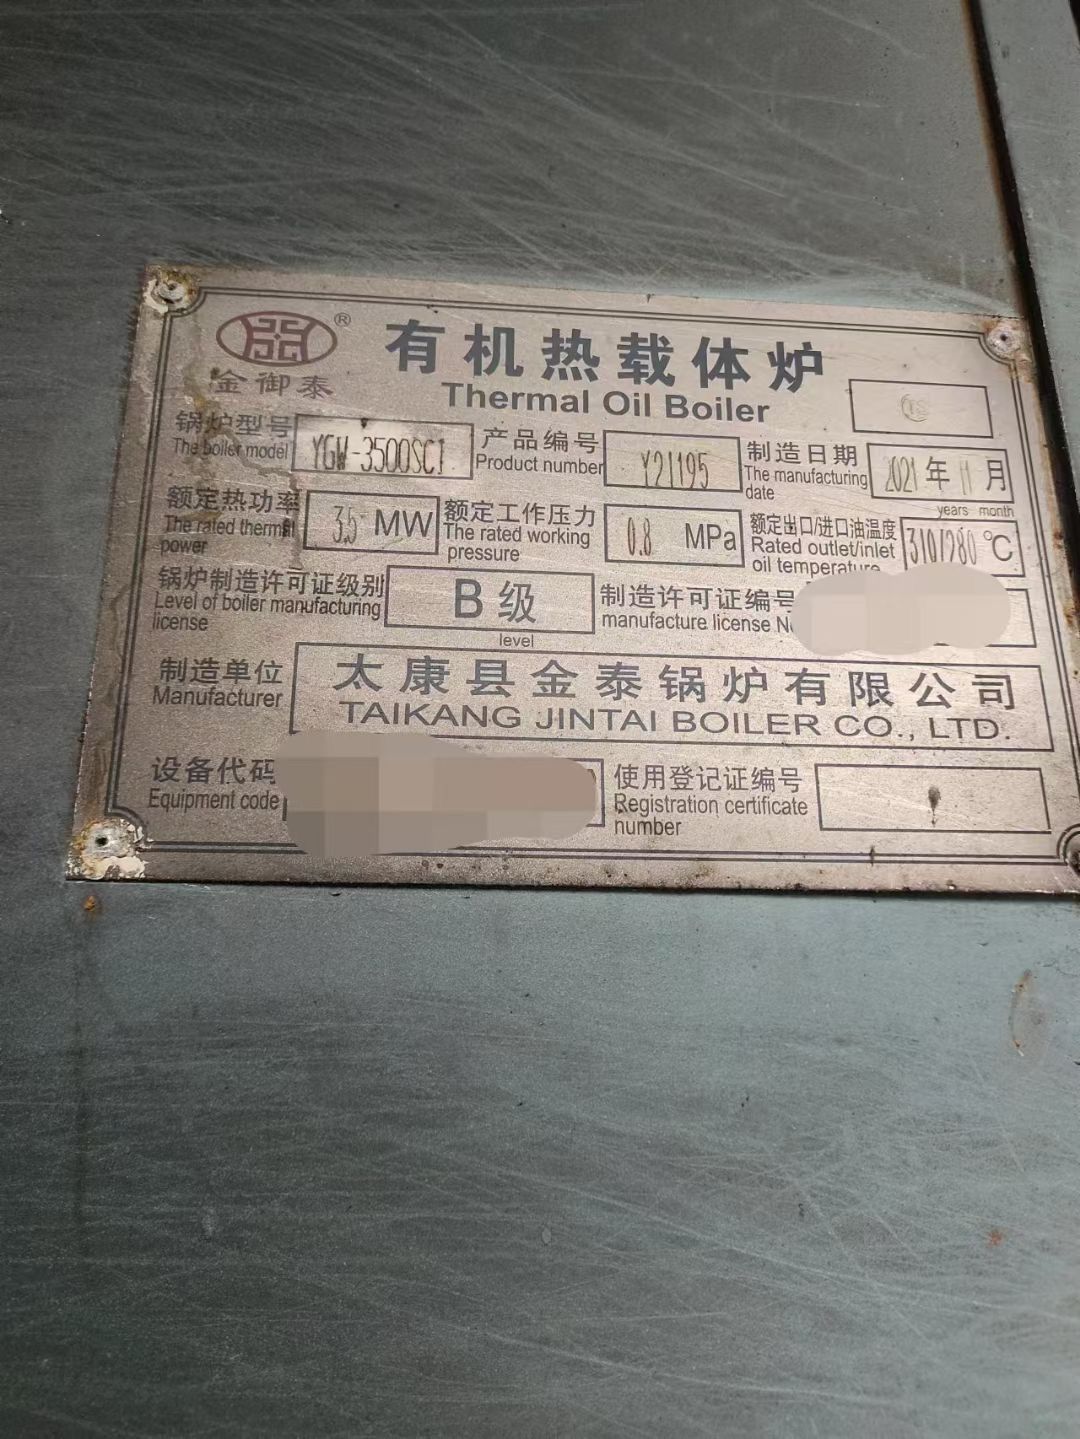 ®
金御泰
有机热载体炉
Thermal Oil Boiler
TS
锅炉型号
The boiler model
YGW-3500SCI
产品编号
Product number
Y21195
制造日期
The manufacturing
date
2021年11月
years month
额定热功率
The rated thermal
power
3.5 MW
额定工作压力
The rated working
pressure
0.8 MPa
额定出口/进口油温度
Rated outlet/inlet
oil temperature
310/280 ℃
锅炉制造许可证级别
Level of boiler manufacturing
license
B级
level
制造许可证编号
manufacture license
制造单位
Manufacturer
太康县金泰锅炉有限公司
TAIKANG JINTAI BOILER CO., LTD.
设备代码
Equipment code
使用登记证编号
Registration certificate
number